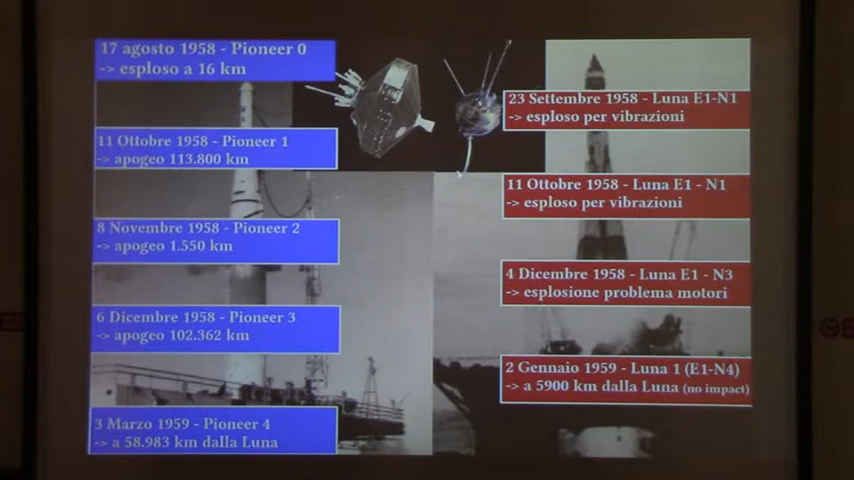 17 agosto 1958 - Pioneer 0
-> esploso a 16 km
11 Ottobre 1958 - Pioneer 1
-> apogeo 113.800 km
8 Novembre 1958 - Pioneer 2
-> apogeo 1.550 km
6 Dicembre 1958 - Pioneer 3
-> apogeo 102.362 km
3 Marzo 1959 - Pioneer 4
-> a 58.983 km dalla Luna
23 Settembre 1958 - Luna E1-N1
-> esploso per vibrazioni
11 Ottobre 1958 - Luna E1 - N1
-> esploso per vibrazioni
4 Dicembre 1958 - Luna E1 - N3
-> esplosione problema motori
2 Gennaio 1959 - Luna 1 (E1-N4)
-> a 5900 km dalla Luna (no impact)